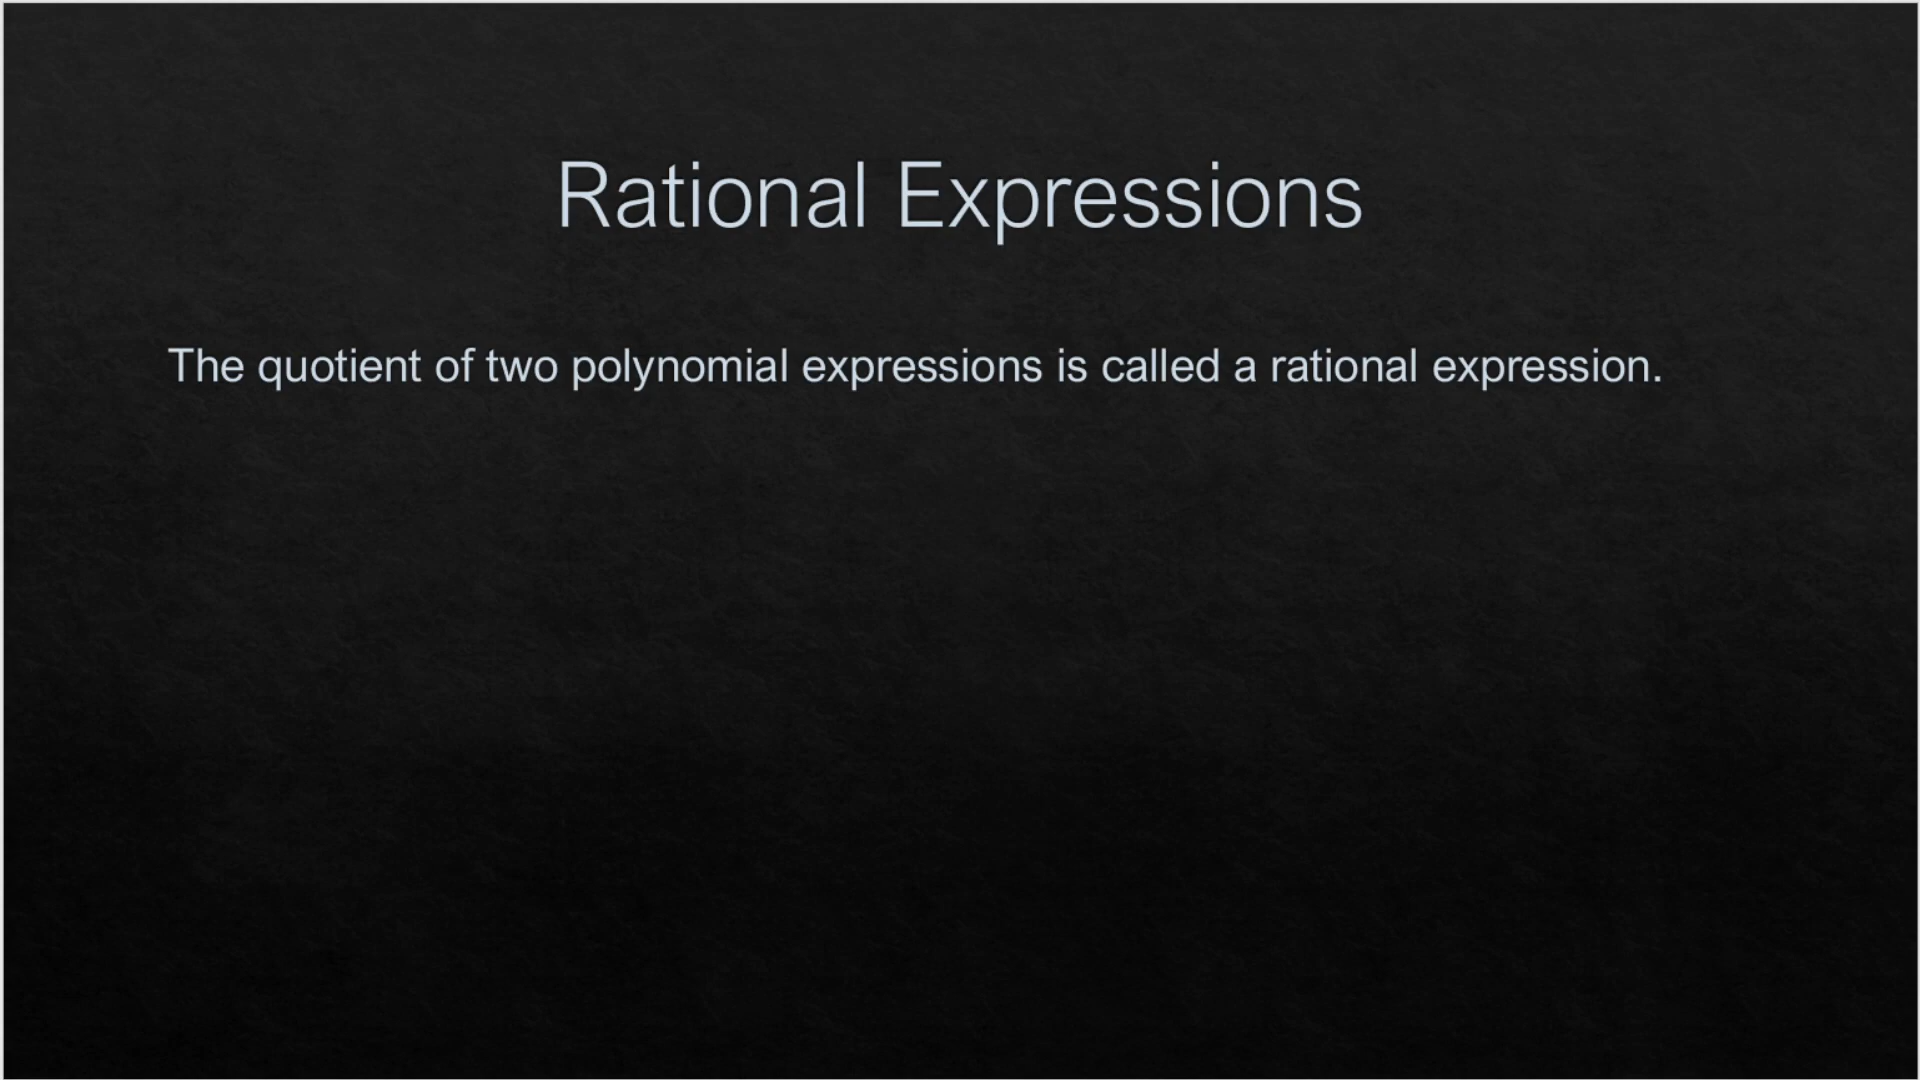 Rational Expressions
The quotient of two polynomial expressions is called a rational expression.